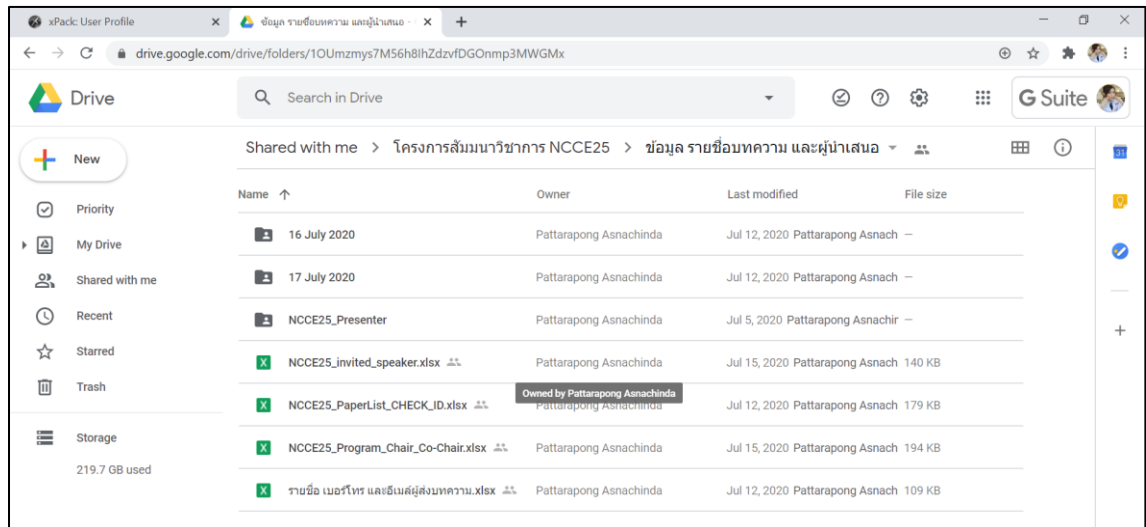 xPack: User Profile
ข้อมูล รายชื่อบทความ และผู้นำเสนอ -
drive.google.com/drive/folders/1OUmzmys7M56h8IhZdzvfDGOnmp3MWGMx
Drive
Search in Drive
G Suite
New
Shared with me > โครงการสัมมนาวิชาการ NCCE25 > ข้อมูล รายชื่อบทความ และผู้นำเสนอ
31
Name Owner Last modified File size
Priority
My Drive
Shared with me
Recent
Starred
Trash
Storage
219.7 GB used
16 July 2020 Pattarapong Asnachinda Jul 12, 2020 Pattarapong Asnach —
17 July 2020 Pattarapong Asnachinda Jul 12, 2020 Pattarapong Asnach —
NCCE25_Presenter Pattarapong Asnachinda Jul 5, 2020 Pattarapong Asnachir —
X NCCE25_invited_speaker.xlsx Pattarapong Asnachinda Jul 15, 2020 Pattarapong Asnach 140 KB
Owned by Pattarapong Asnachinda
X NCCE25_PaperList_CHECK_ID.xlsx Pattarapong Asnachinda Jul 12, 2020 Pattarapong Asnach 179 KB
X NCCE25_Program_Chair_Co-Chair.xlsx Pattarapong Asnachinda Jul 15, 2020 Pattarapong Asnach 194 KB
X รายชื่อ เบอร์โทร และอีเมล์ผู้ส่งบทความ.xlsx Pattarapong Asnachinda Jul 12, 2020 Pattarapong Asnach 109 KB